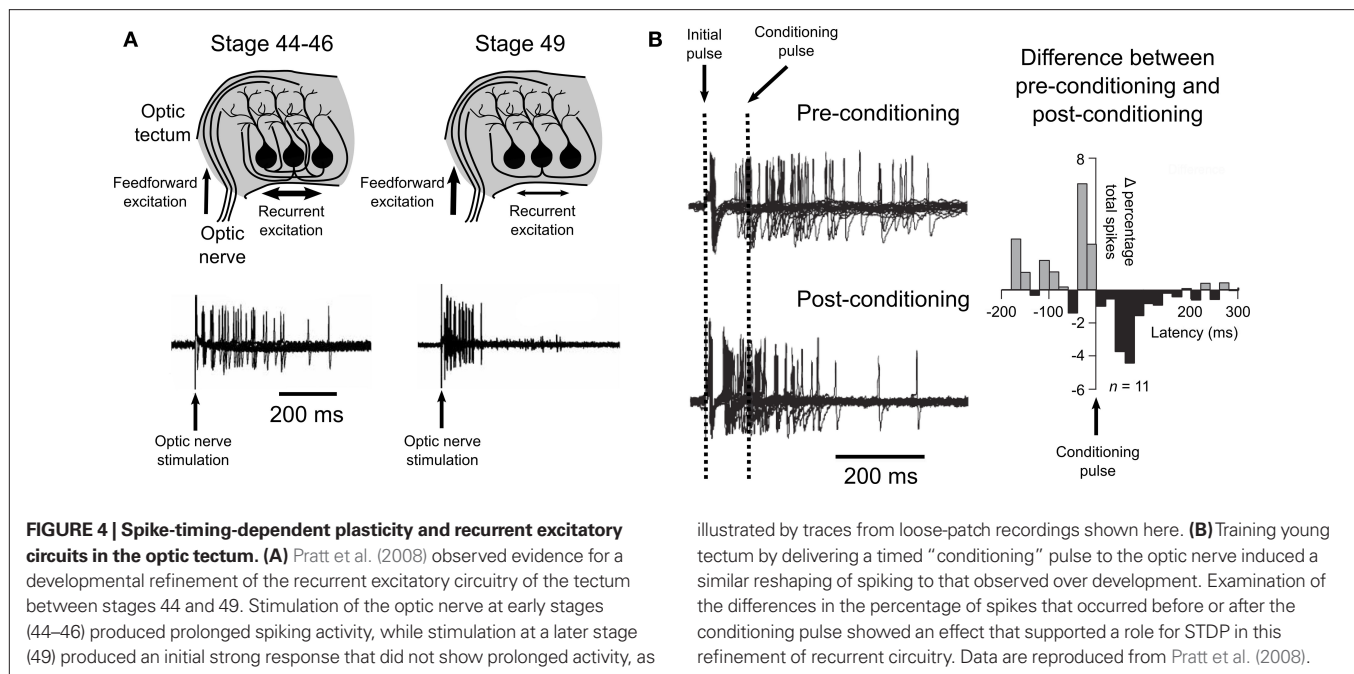 A
Stage 44-46
Stage 49
Optic
tectum
Feedforward
excitation
Recurrent
excitation
Optic
nerve
Feedforward
excitation
Recurrent
excitation
200 ms
Optic nerve
stimulation
Optic nerve
stimulation
B
Initial
pulse
Conditioning
pulse
Pre-conditioning
Post-conditioning
200 ms
Difference between
pre-conditioning and
post-conditioning
8
Δ percentage
total spikes
-200
-100
200
300
Latency (ms)
-2
-4
-6
n = 11
Conditioning
pulse
FIGURE 4 | Spike-timing-dependent plasticity and recurrent excitatory
circuits in the optic tectum. (A) Pratt et al. (2008) observed evidence for a
developmental refinement of the recurrent excitatory circuitry of the tectum
between stages 44 and 49. Stimulation of the optic nerve at early stages
(44–46) produced prolonged spiking activity, while stimulation at a later stage
(49) produced an initial strong response that did not show prolonged activity, as
illustrated by traces from loose-patch recordings shown here. (B) Training young
tectum by delivering a timed “conditioning” pulse to the optic nerve induced a
similar reshaping of spiking to that observed over development. Examination of
the differences in the percentage of spikes that occurred before or after the
conditioning pulse showed an effect that supported a role for STDP in this
refinement of recurrent circuitry. Data are reproduced from Pratt et al. (2008).